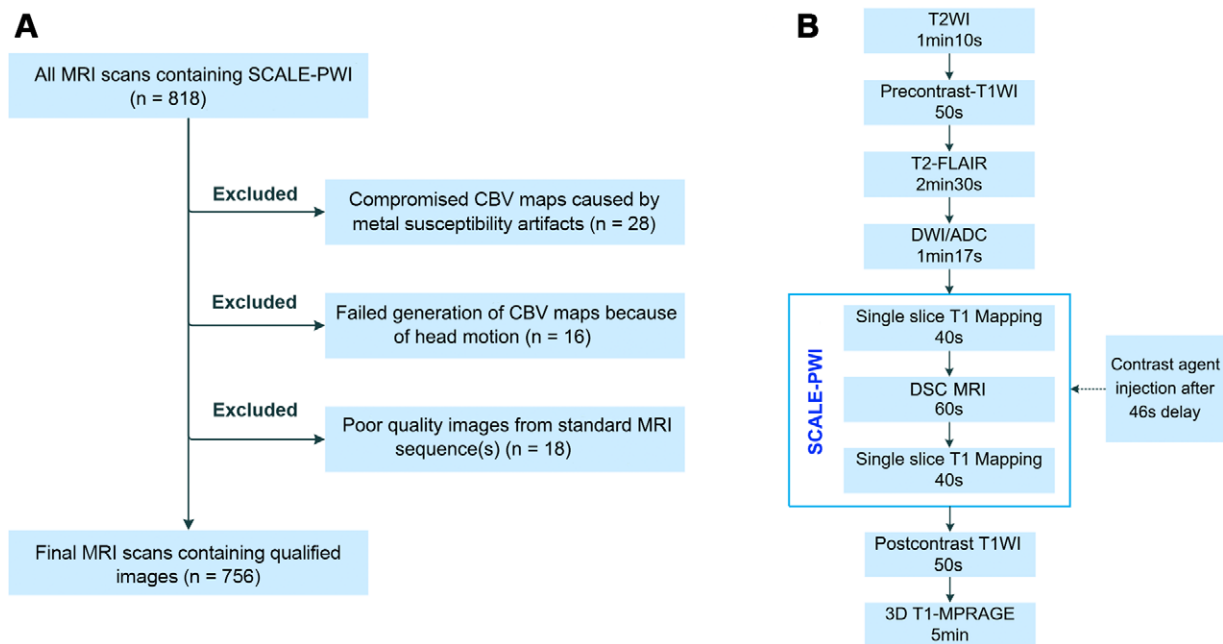 A
All MRI scans containing SCALE-PWI
(n = 818)
Excluded
Compromised CBV maps caused by
metal susceptibility artifacts (n = 28)
Excluded
Failed generation of CBV maps because
of head motion (n = 16)
Excluded
Poor quality images from standard MRI
sequence(s) (n = 18)
Final MRI scans containing qualified
images (n = 756)
B
T2WI
1min10s
Precontrast-T1WI
50s
T2-FLAIR
2min30s
DWI/ADC
1min17s
SCALE-PWI
Single slice T1 Mapping
40s
DSC MRI
60s
Single slice T1 Mapping
40s
Contrast agent
injection after
46s delay
Postcontrast T1WI
50s
3D T1-MPRAGE
5min